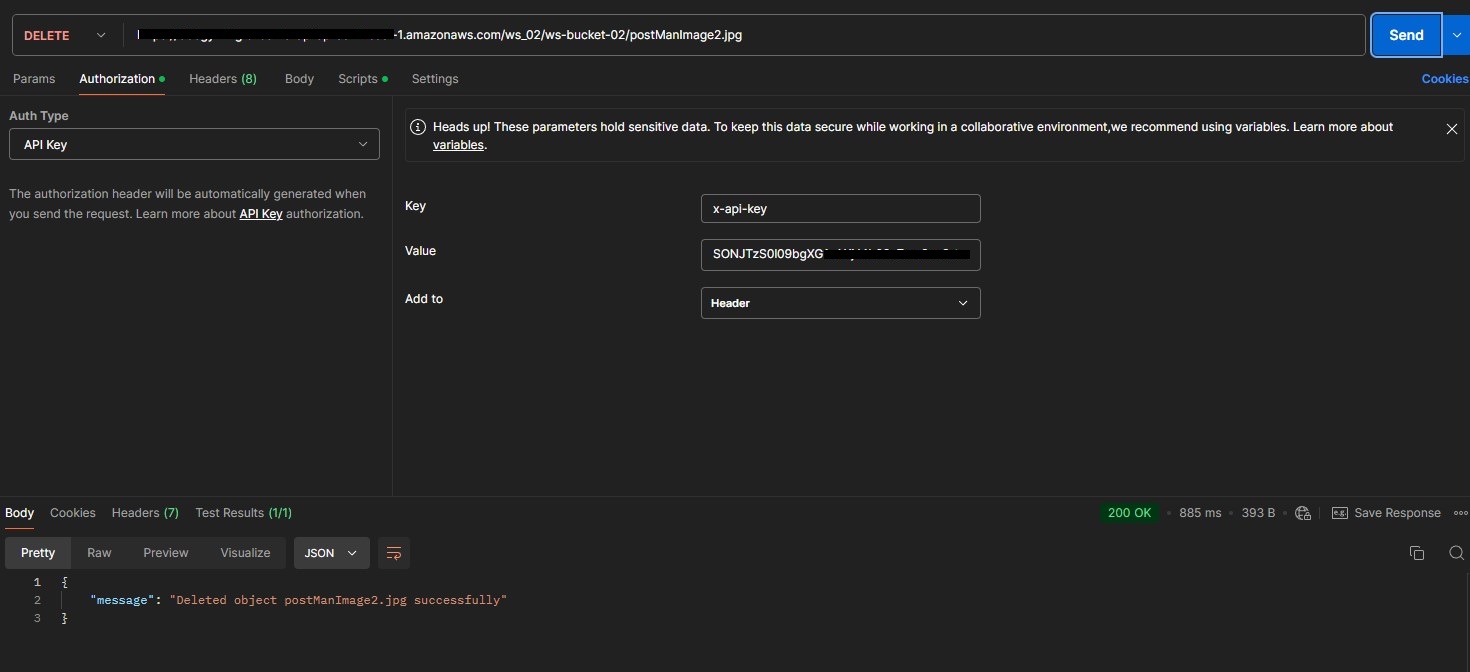 DELETE
-1.amazonaws.com/ws_02/ws-bucket-02/postManImage2.jpg
Send
Params Authorization Headers (8) Body Scripts Settings Cookies
Auth Type
API Key
The authorization header will be automatically generated when
you send the request. Learn more about API Key authorization.
Heads up! These parameters hold sensitive data. To keep this data secure while working in a collaborative environment,we recommend using variables. Learn more about
variables.
Key
x-api-key
Value
SONJTzS0I09bgXG
Add to
Header
Body Cookies Headers (7) Test Results (1/1)
200 OK • 885 ms • 393 B • e.g. Save Response
Pretty Raw Preview Visualize JSON
1 {
2 "message": "Deleted object postManImage2.jpg successfully"
3 }